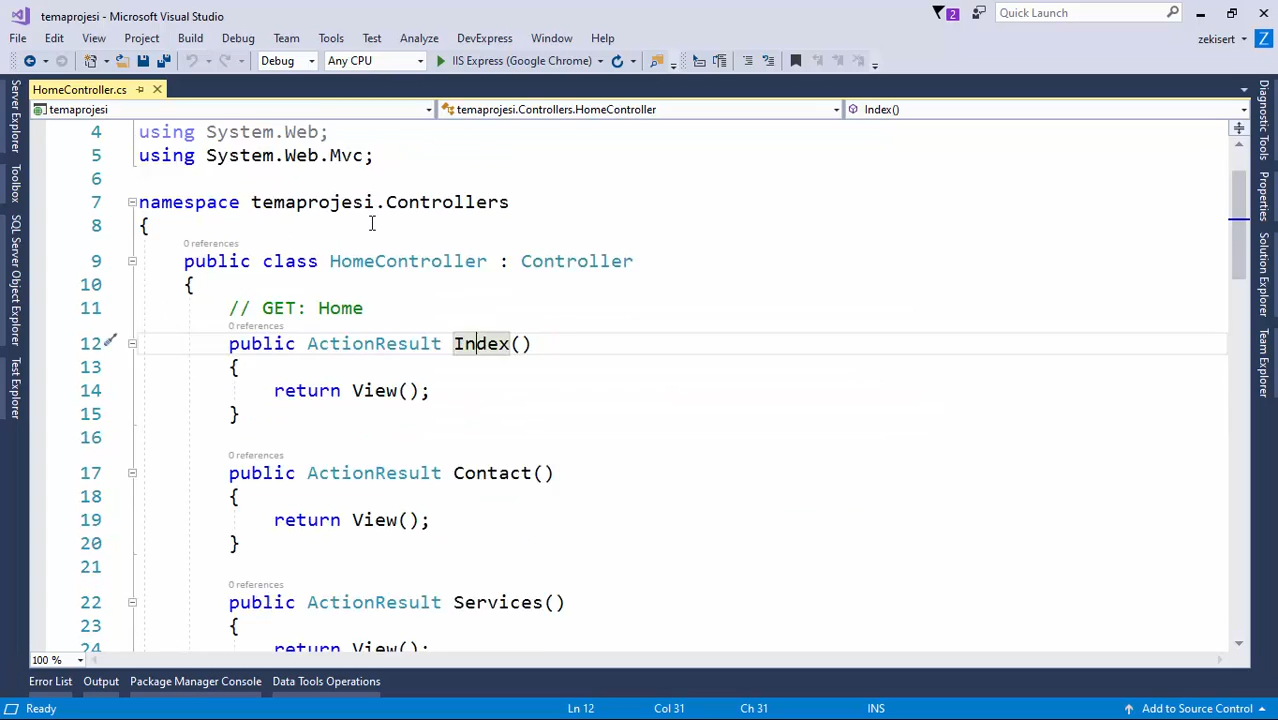 temaprojesi - Microsoft Visual Studio
2
Quick Launch
File Edit View Project Build Debug Team Tools Test Analyze DevExpress Window Help
zekisert
Z
Debug Any CPU IIS Express (Google Chrome)
HomeController.cs
temaprojesi
temaprojesi.Controllers.HomeController
Index()
Server Explorer
Toolbox
SQL Server Object Explorer
Test Explorer
4 using System.Web;
5 using System.Web.Mvc;
6
7 namespace temaprojesi.Controllers
8 {
0 references
9 public class HomeController : Controller
10 {
11 // GET: Home
0 references
12 public ActionResult Index()
13 {
14 return View();
15 }
16
0 references
17 public ActionResult Contact()
18 {
19 return View();
20 }
21
0 references
22 public ActionResult Services()
23 {
24 return View();
Diagnostic Tools
Properties
Solution Explorer
Team Explorer
100 %
Error List Output Package Manager Console Data Tools Operations
Ready Ln 12 Col 31 Ch 31 INS Add to Source Control